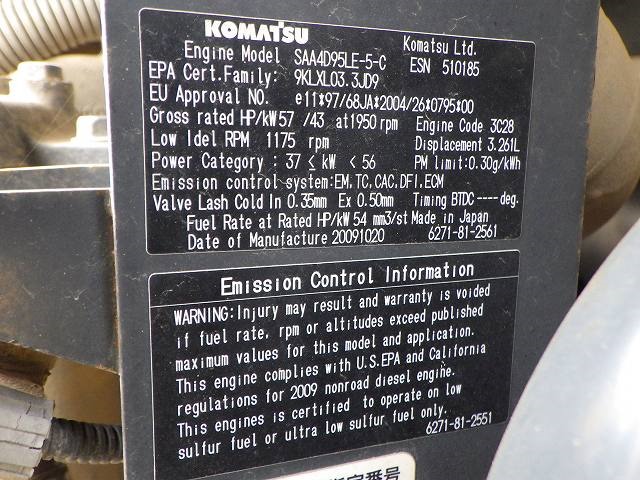 KOMATSU Komatsu Ltd.
Engine Model SAA4D95LE-5-C ESN 510185
EPA Cert.Family: 9KLXL03.3JD9
EU Approval NO. e11*97/68JA*2004/26*0795*00
Gross rated HP/kW 57 /43 at1950 rpm Engine Code 3C28
Low Idel RPM 1175 rpm Displacement 3.261L
Power Category : 37 ≤ kW < 56 PM limit:0.30g/kWh
Emission control system:EM,TC,CAC,DFI,ECM
Valve Lash Cold In 0.35mm Ex 0.50mm Timing BTDC ----deg.
Fuel Rate at Rated HP/kW 54 mm3/st Made in Japan
Date of Manufacture 20091020 6271-81-2561
Emission Control Information
WARNING:Injury may result and warranty is voided
if fuel rate, rpm or altitudes exceed published
maximum values for this model and application.
This engine complies with U.S.EPA and California
regulations for 2009 nonroad diesel engine.
This engines is certified to operate on low
sulfur fuel or ultra low sulfur fuel only.
6271-81-2551
定番号